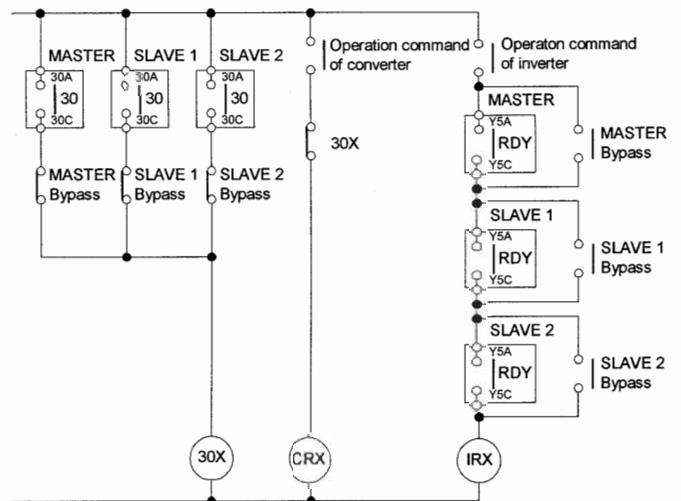 MASTER
30A
30
30C
MASTER
Bypass
SLAVE 1
30A
30
30C
SLAVE 1
Bypass
SLAVE 2
30A
30
30C
SLAVE 2
Bypass
30X
Operation command
of converter
30X
CRX
Operaton command
of inverter
MASTER
Y5A
RDY
Y5C
MASTER
Bypass
SLAVE 1
Y5A
RDY
Y5C
SLAVE 1
Bypass
SLAVE 2
Y5A
RDY
Y5C
SLAVE 2
Bypass
IRX